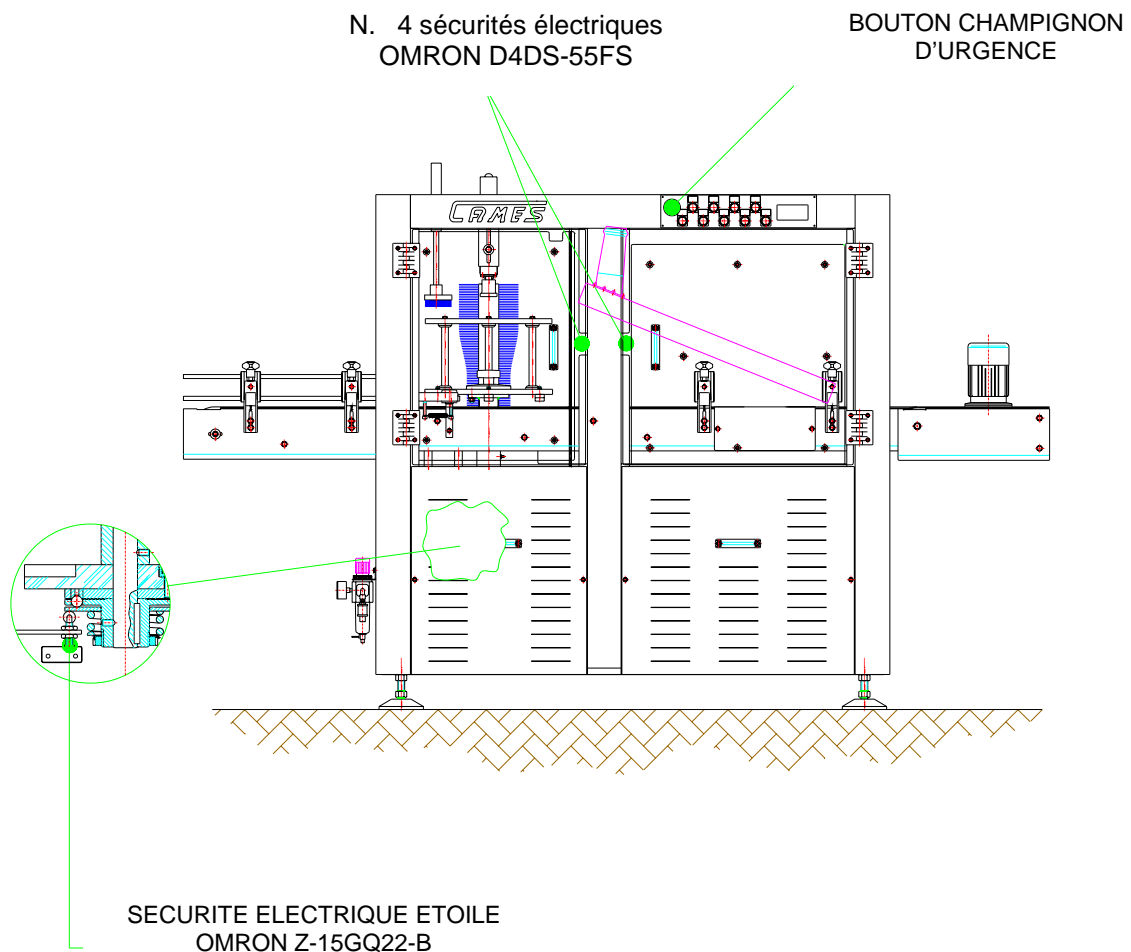 N. 4 sécurités électriques
OMRON D4DS-55FS
BOUTON CHAMPIGNON
D'URGENCE
CAMES
SECURITE ELECTRIQUE ETOILE
OMRON Z-15GQ22-B